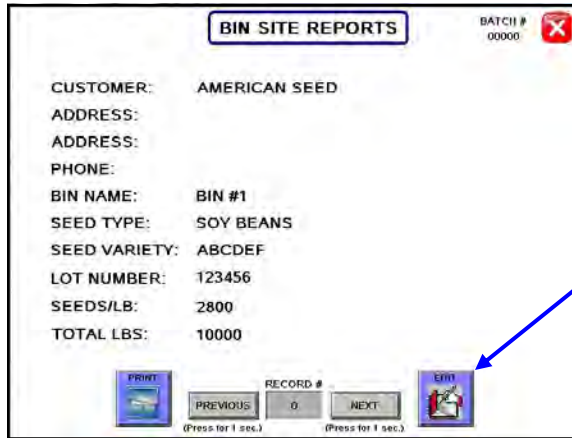 BIN SITE REPORTS
BATCH #
00000
CUSTOMER: AMERICAN SEED
ADDRESS:
ADDRESS:
PHONE:
BIN NAME: BIN #1
SEED TYPE: SOY BEANS
SEED VARIETY: ABCDEF
LOT NUMBER: 123456
SEEDS/LB: 2800
TOTAL LBS: 10000
PRINT
RECORD #
EDIT
PREVIOUS 0 NEXT
(Press for 1 sec.) (Press for 1 sec.)